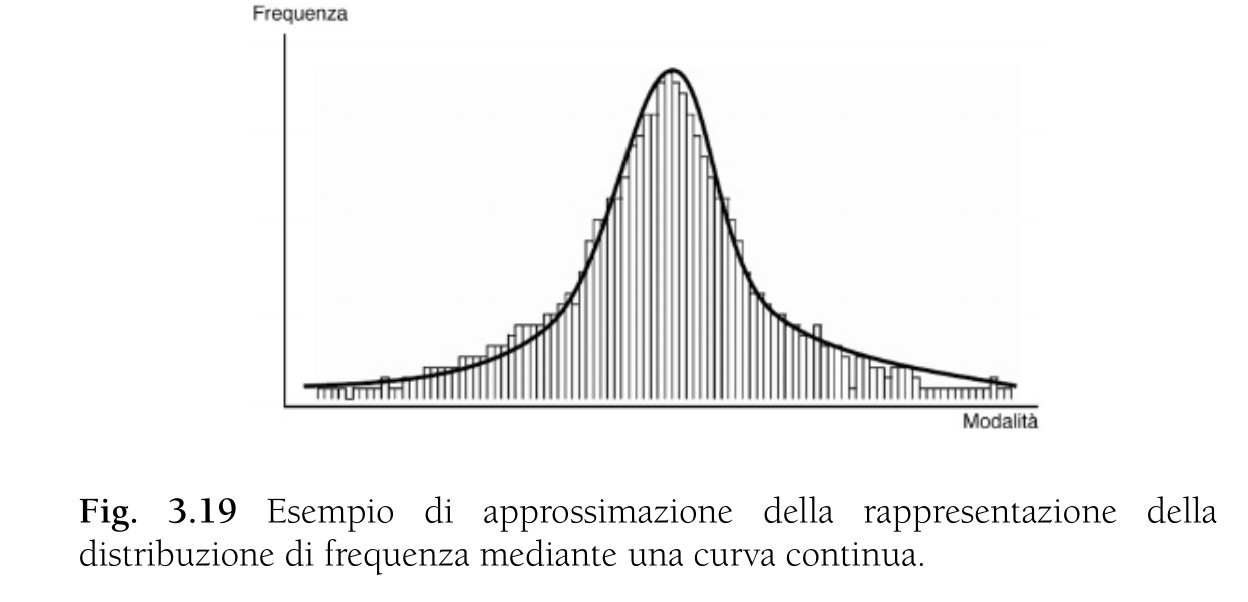 Frequenza
Modalità
Fig. 3.19 Esempio di approssimazione della rappresentazione della
distribuzione di frequenza mediante una curva continua.